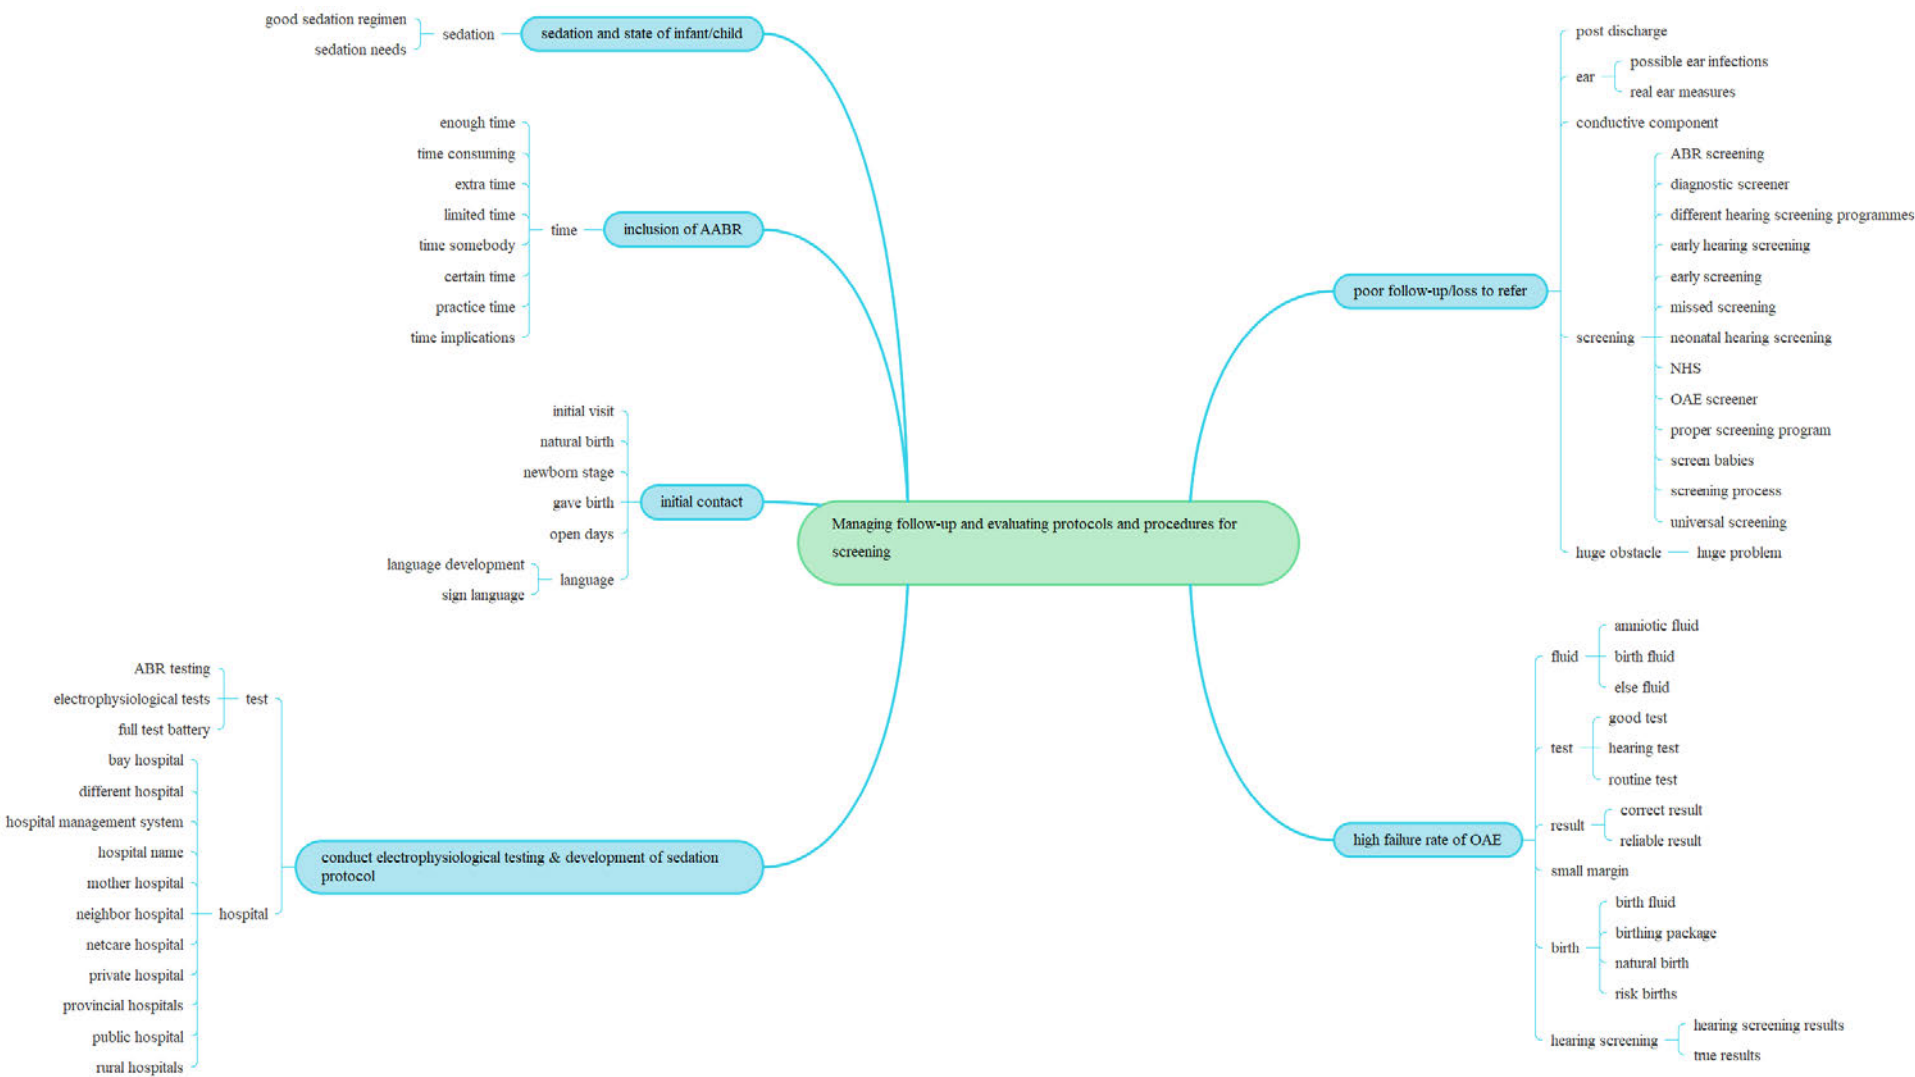 good sedation regimen
sedation needs
sedation
sedation and state of infant/child
enough time
time consuming
extra time
limited time
time somebody
certain time
practice time
time implications
time
inclusion of AABR
initial visit
natural birth
newborn stage
gave birth
open days
language development
sign language
language
initial contact
ABR testing
electrophysiological tests
full test battery
test
bay hospital
different hospital
hospital management system
hospital name
mother hospital
neighbor hospital
netcare hospital
private hospital
provincial hospitals
public hospital
rural hospitals
hospital
conduct electrophysiological testing & development of sedation
protocol
Managing follow-up and evaluating protocols and procedures for
screening
poor follow-up/loss to refer
post discharge
ear
possible ear infections
real ear measures
conductive component
screening
ABR screening
diagnostic screener
different hearing screening programmes
early hearing screening
early screening
missed screening
neonatal hearing screening
NHS
OAE screener
proper screening program
screen babies
screening process
universal screening
huge obstacle
huge problem
high failure rate of OAE
fluid
amniotic fluid
birth fluid
else fluid
test
good test
hearing test
routine test
result
correct result
reliable result
small margin
birth
birth fluid
birthing package
natural birth
risk births
hearing screening
hearing screening results
true results